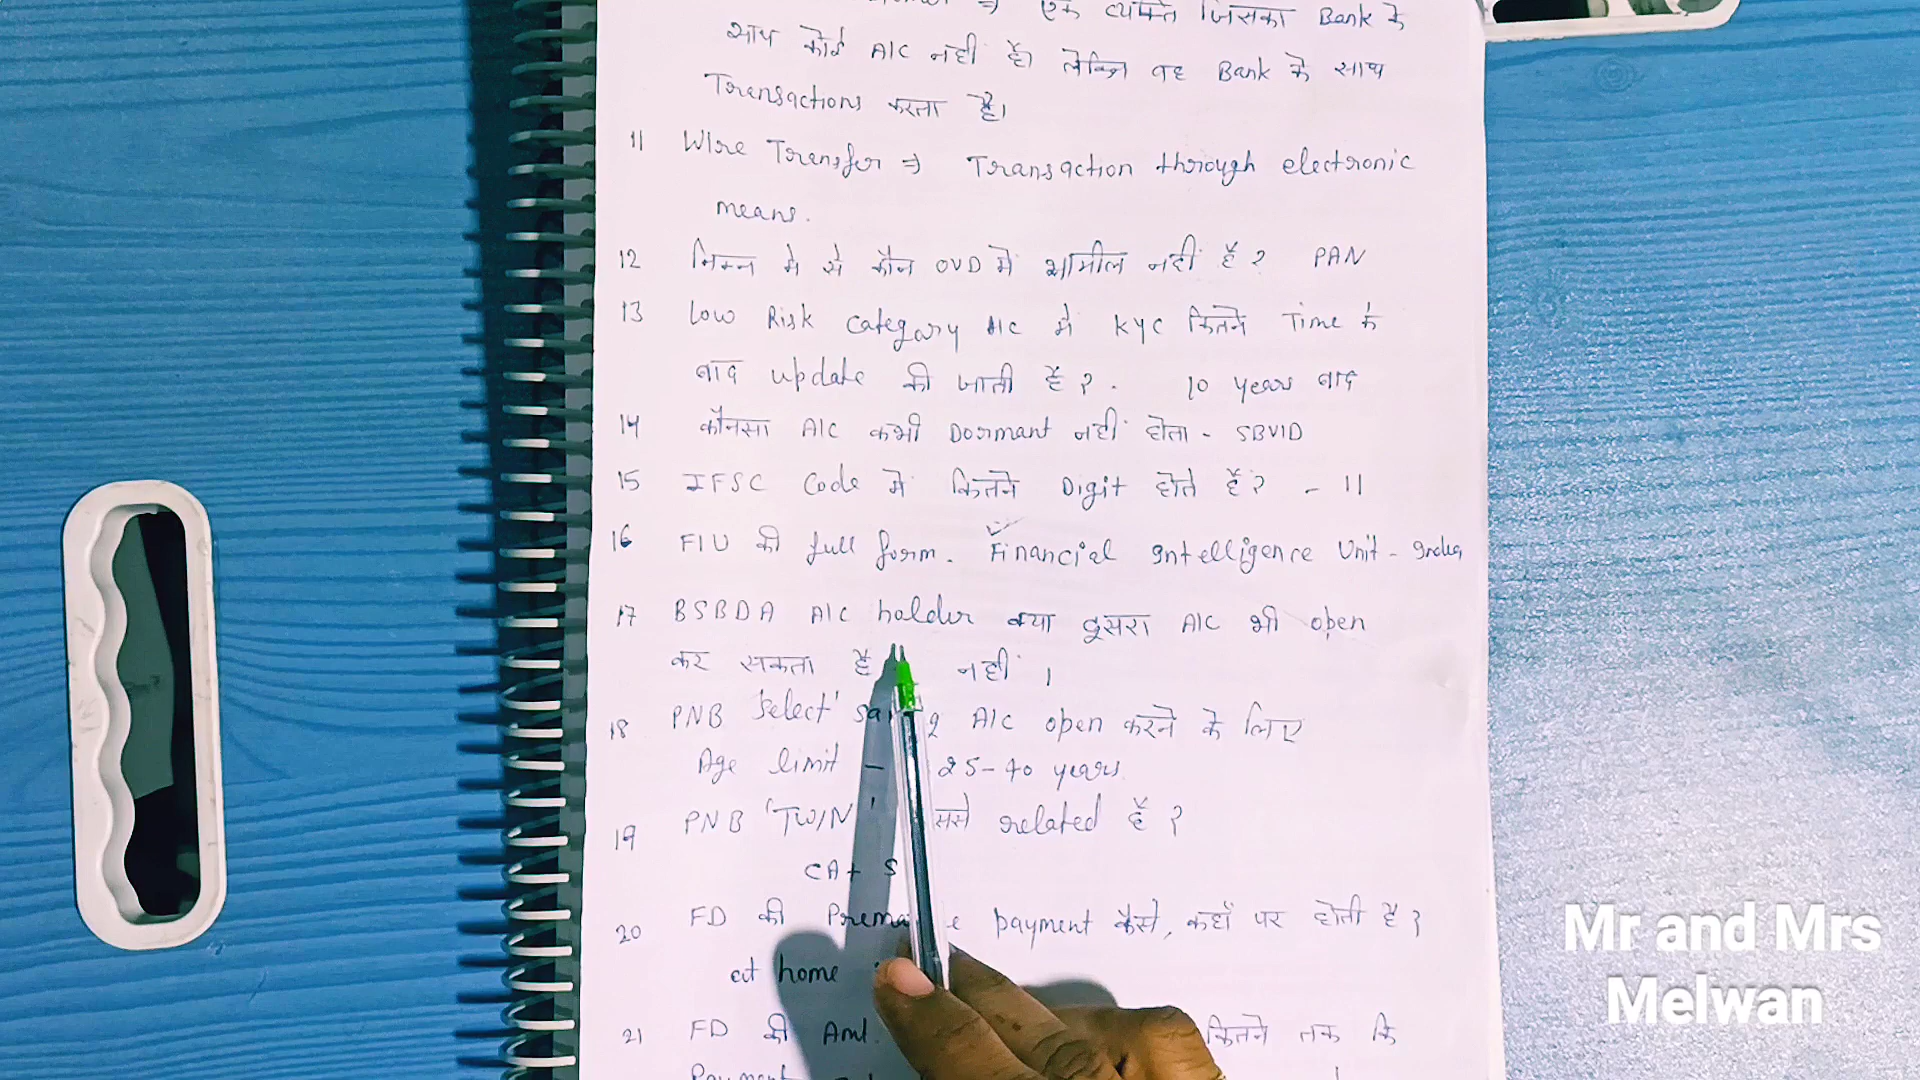 ⇒ एक व्यक्ति जिसका Bank के
साथ कोई A/C नही है। लेकिन वह Bank के साथ
Transactions करता है।
11 Wire Transfer ⇒ Transaction through electronic
means.
12 निम्न मे से कौन OVD में शामील नहीं है ? PAN
13 Low Risk Category A/C मे KYC कितने Time के
बाद update की जाती है ? . 10 years बाद
14 कौनसा A/C कभी Dormant नही होता - SBVID
15 IFSC Code मे कितने Digit होते है ? - 11
16 FIU की full form. Financial Intelligence Unit - India
17 BSBDA A/C holder क्या दूसरा A/C भी open
कर सकता है नहीं ।
18 PNB 'Select' A/C open करने के लिए
Age limit - 25-40 years.
19 PNB 'TWIN' related है ?
CA+ S
20 FD की payment कैसे, कहाँ पर होती है ?
at home
21 FD की Amt. कितने तक कि
Payment
Mr and Mrs
Melwan